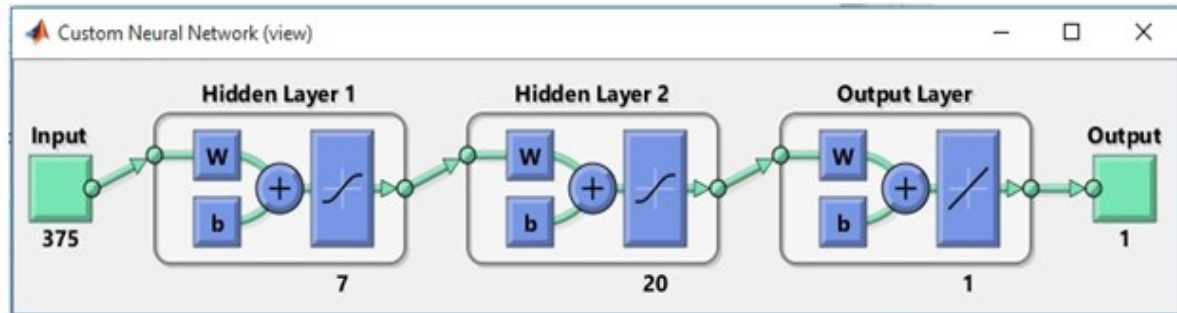 Custom Neural Network (view)
Hidden Layer 1
Hidden Layer 2
Output Layer
Input
W
b
+
W
b
+
W
b
+
Output
375
7
20
1
1